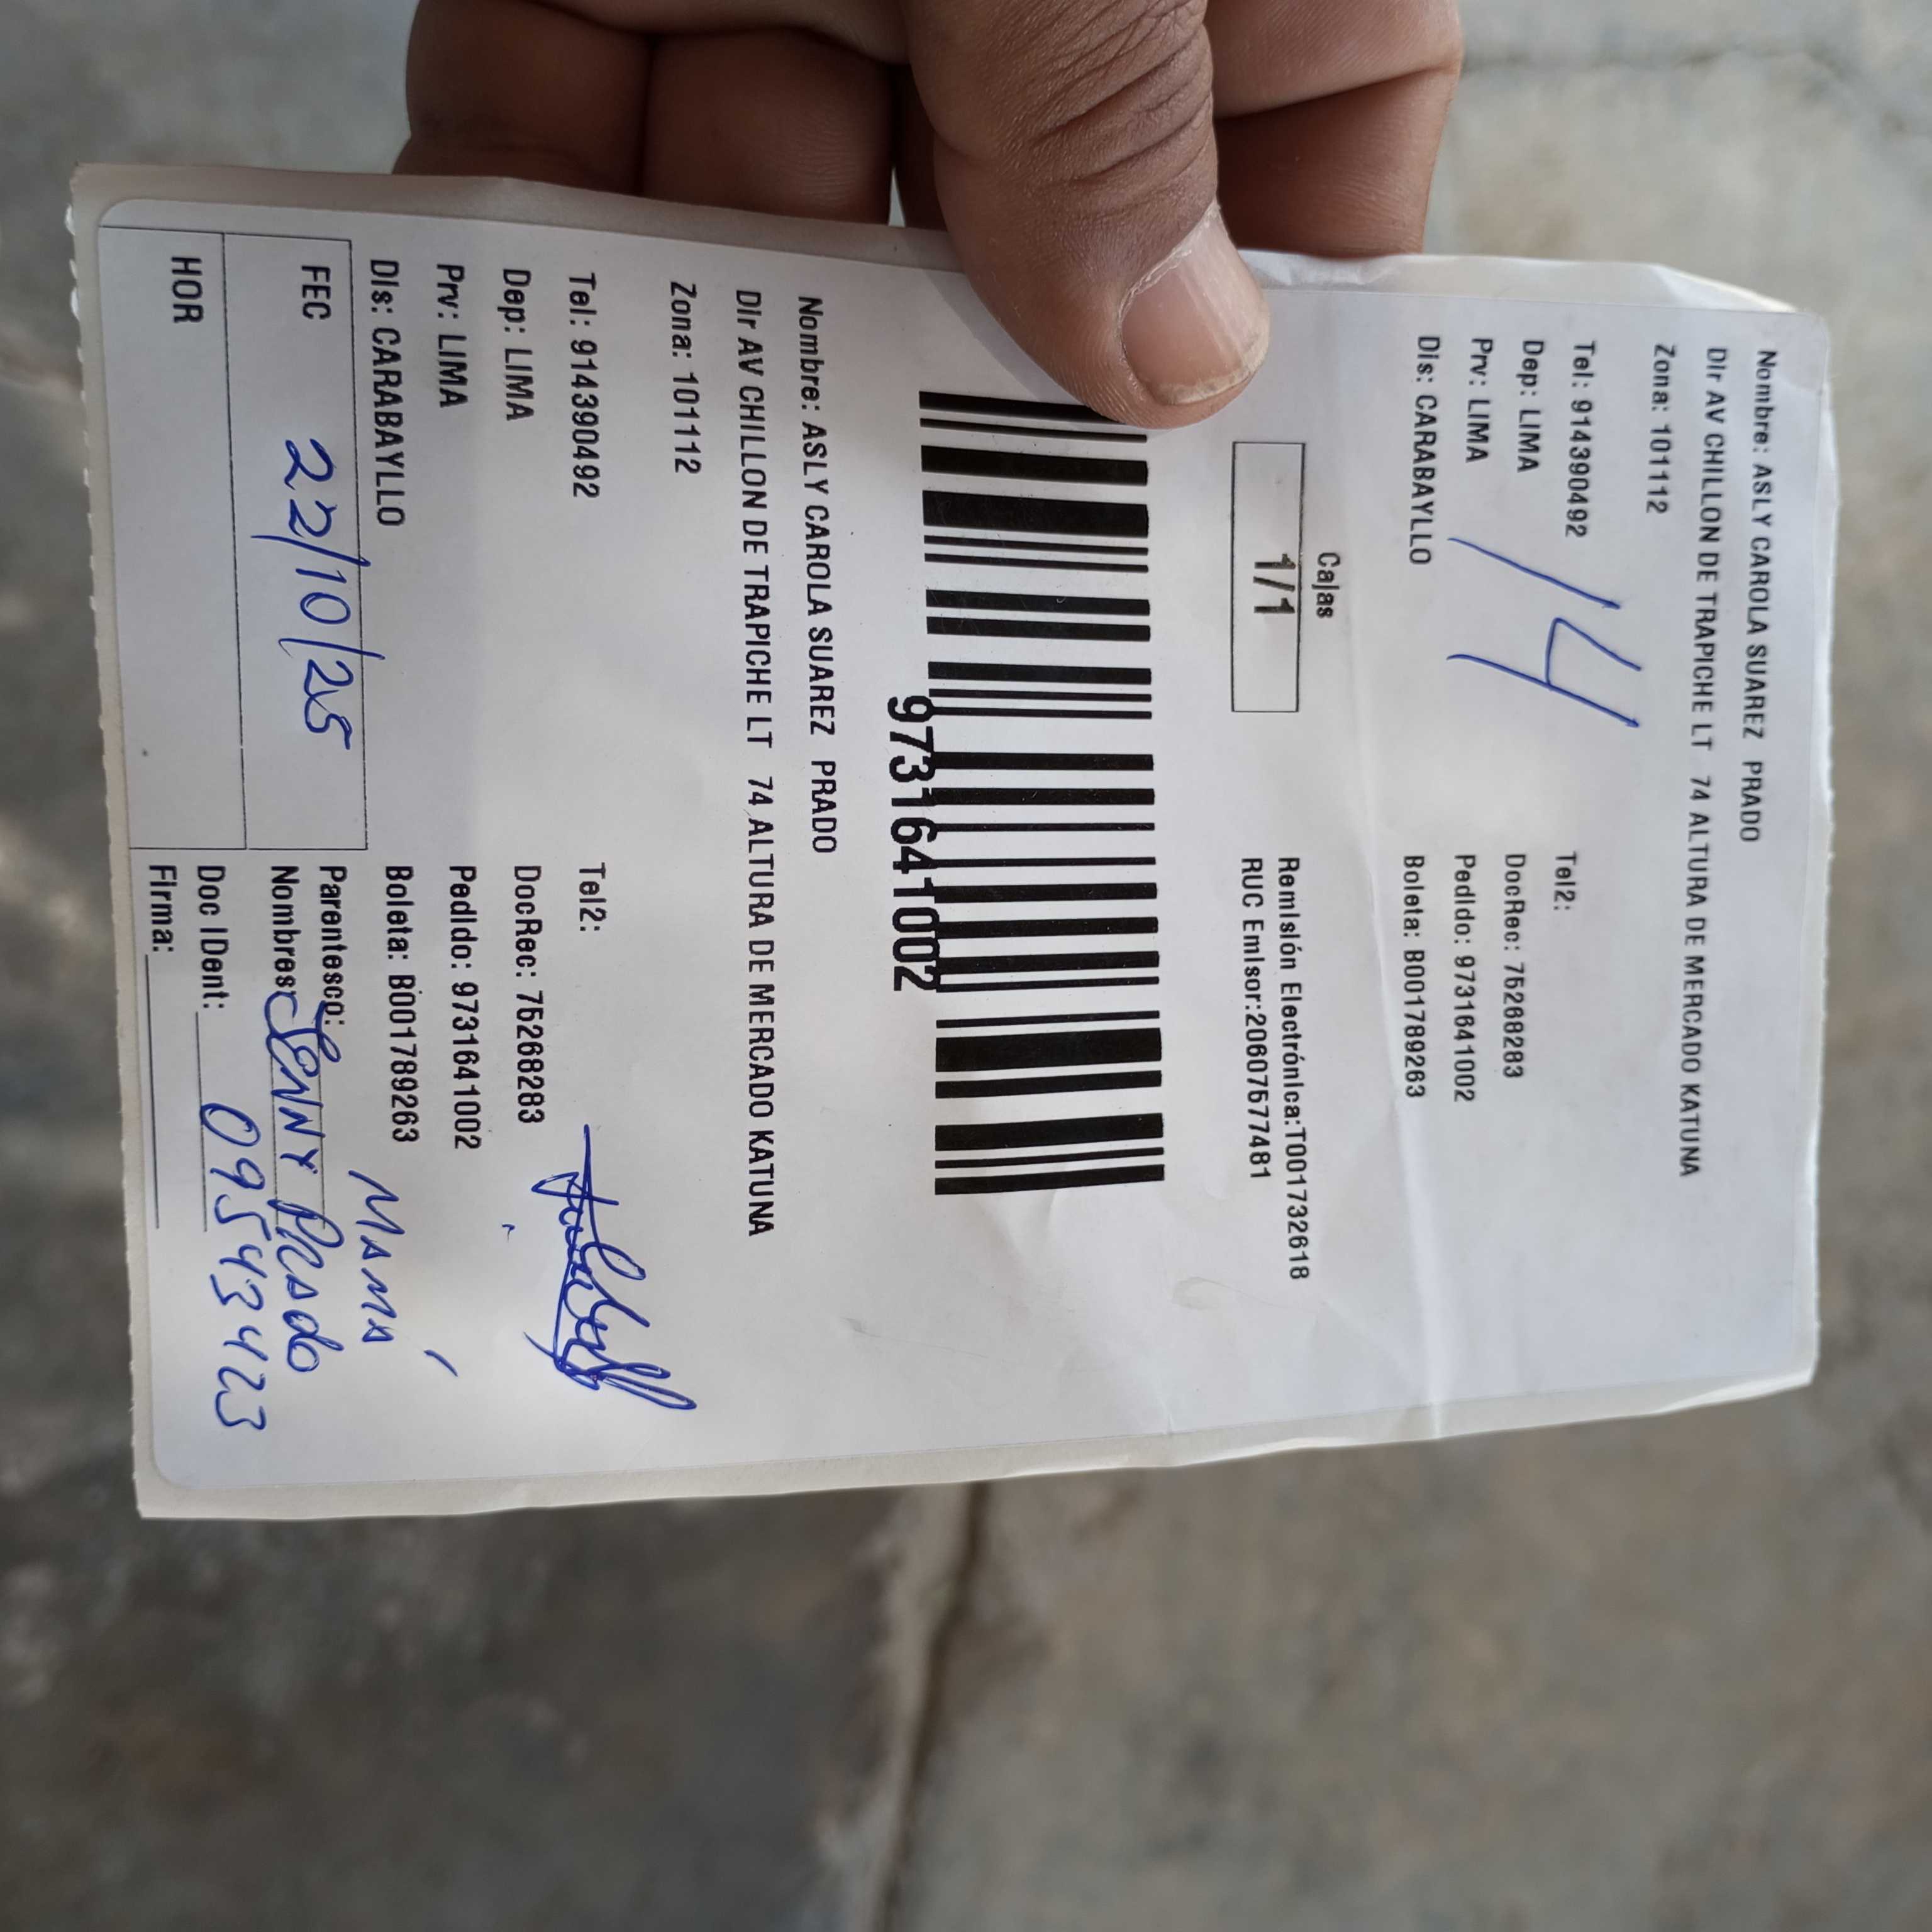 Nombre: ASLY CAROLA SUAREZ PRADO
Dir AV CHILLON DE TRAPICHE LT 74 ALTURA DE MERCADO KATUNA
Zona: 101112
Tel: 914390492 Tel2:
Dep: LIMA DocRec: 75268283
Prv: LIMA Pedido: 9731641002
Dis: CARABAYLLO Boleta: B001789263
14
Cajas
1/1
Remisión Electrónica:T001732618
RUC Emisor:20607577481
9731641002
Nombre: ASLY CAROLA SUAREZ PRADO
Dir AV CHILLON DE TRAPICHE LT 74 ALTURA DE MERCADO KATUNA
Zona: 101112
Tel: 914390492 Tel2:
Dep: LIMA DocRec: 75268283
Prv: LIMA Pedido: 9731641002
Dis: CARABAYLLO Boleta: B001789263
FEC 22/10/25 Parentesco: MAMÁ
Nombres: Jenny Prado
HOR Doc IDent: 09543423
Firma: